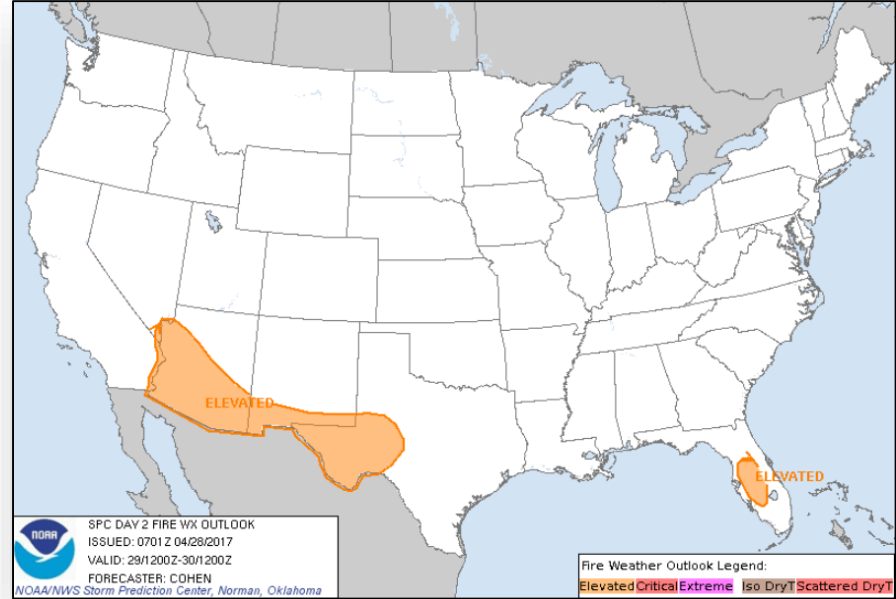 ELEVATED
ELEVATED
NOAA
SPC DAY 2 FIRE WX OUTLOOK
ISSUED: 0701Z 04/28/2017
VALID: 29/1200Z-30/1200Z
FORECASTER: COHEN
NOAA/NWS Storm Prediction Center, Norman, Oklahoma
Fire Weather Outlook Legend:
Elevated Critical Extreme Iso DryT Scattered DryT